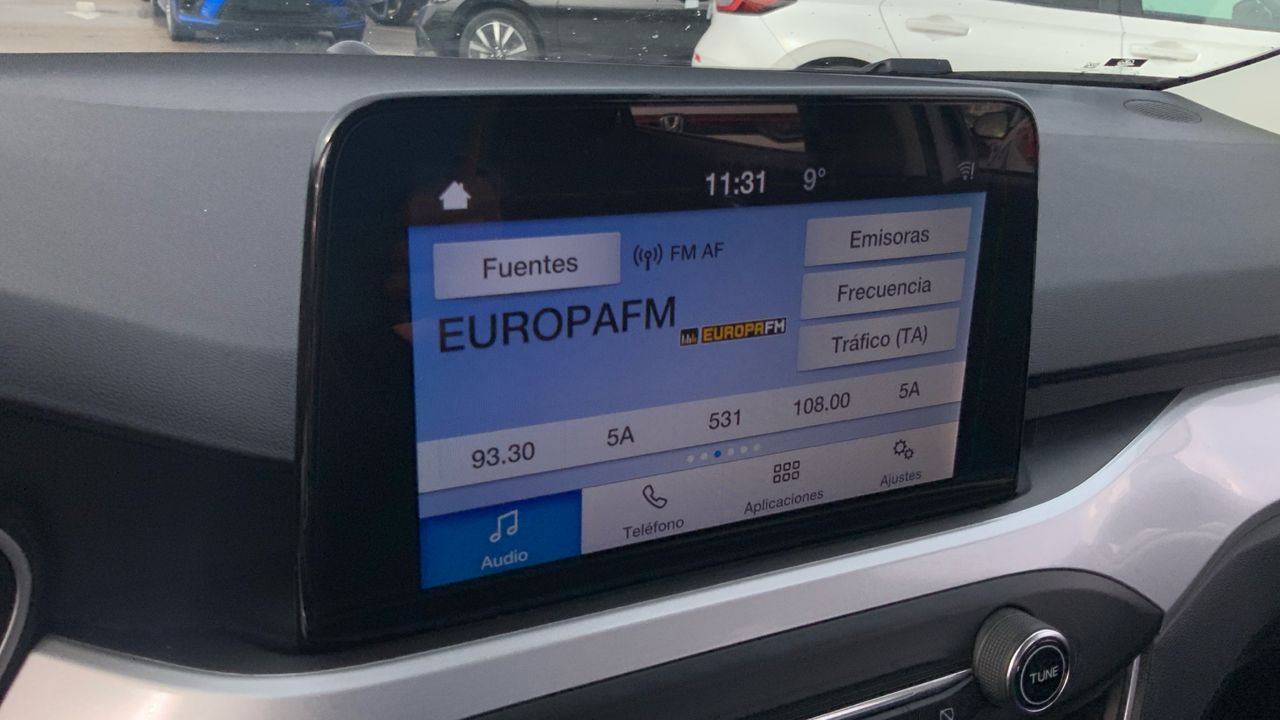 11:31 9°
Fuentes
FM AF
Emisoras
EUROPAFM
EUROPAFM
Frecuencia
Tráfico (TA)
93.30 5A 531 108.00 5A
Audio
Teléfono
Aplicaciones
Ajustes
TUNE